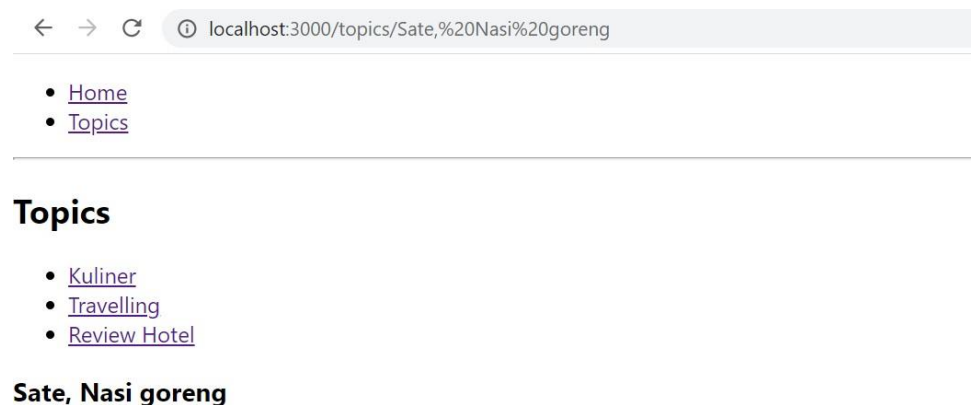 localhost:3000/topics/Sate,%20Nasi%20goreng
Home
Topics
Topics
Kuliner
Travelling
Review Hotel
Sate, Nasi goreng